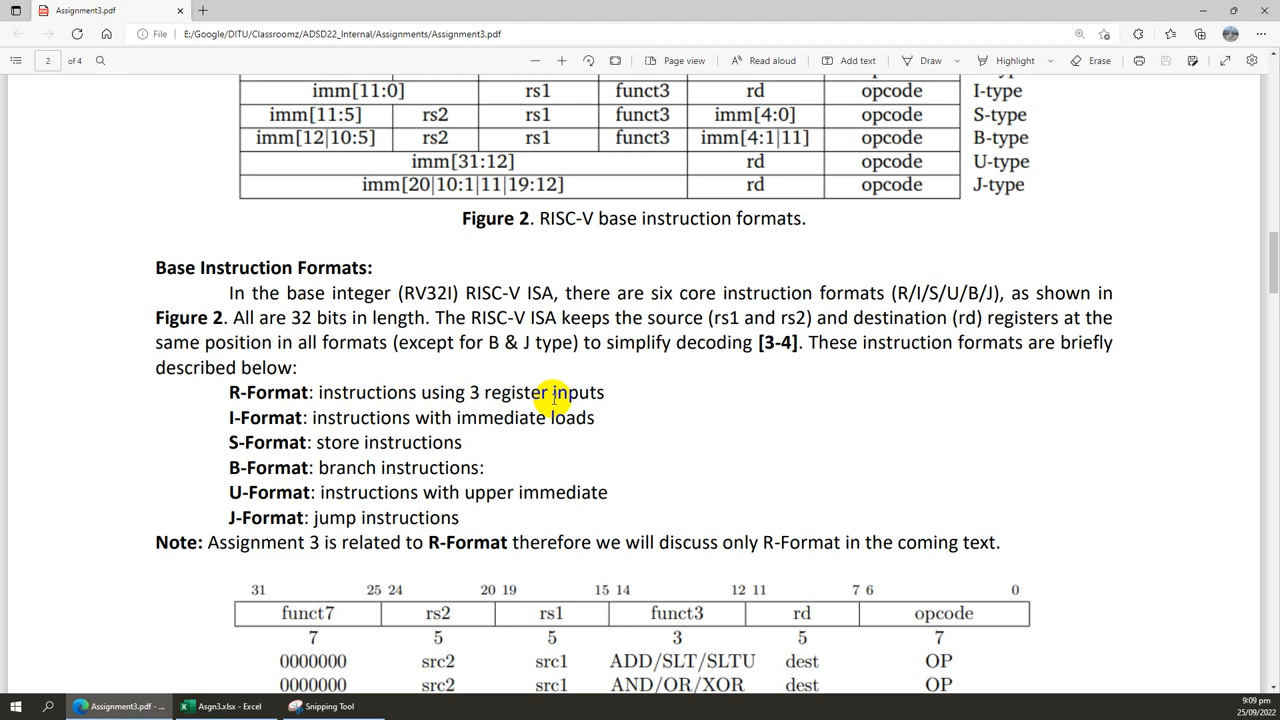 Assignment3.pdf
File E:/Google/DITU/Classroomz/ADSD22_Internal/Assignments/Assignment3.pdf
2 of 4 Page view Read aloud Add text Draw Highlight Erase
imm[11:0] rs1 funct3 rd opcode I-type
imm[11:5] rs2 rs1 funct3 imm[4:0] opcode S-type
imm[12|10:5] rs2 rs1 funct3 imm[4:1|11] opcode B-type
imm[31:12] rd opcode U-type
imm[20|10:1|11|19:12] rd opcode J-type
Figure 2. RISC-V base instruction formats.
Base Instruction Formats:
In the base integer (RV32I) RISC-V ISA, there are six core instruction formats (R/I/S/U/B/J), as shown in
Figure 2. All are 32 bits in length. The RISC-V ISA keeps the source (rs1 and rs2) and destination (rd) registers at the
same position in all formats (except for B & J type) to simplify decoding [3-4]. These instruction formats are briefly
described below:
R-Format: instructions using 3 register inputs
I-Format: instructions with immediate loads
S-Format: store instructions
B-Format: branch instructions:
U-Format: instructions with upper immediate
J-Format: jump instructions
Note: Assignment 3 is related to R-Format therefore we will discuss only R-Format in the coming text.
31 25 24 20 19 15 14 12 11 7 6 0
funct7 rs2 rs1 funct3 rd opcode
7 5 5 3 5 7
0000000 src2 src1 ADD/SLT/SLTU dest OP
0000000 src2 src1 AND/OR/XOR dest OP
Assignment3.pdf - ... Asgn3.xlsx - Excel Snipping Tool
9:09 pm
25/09/2022